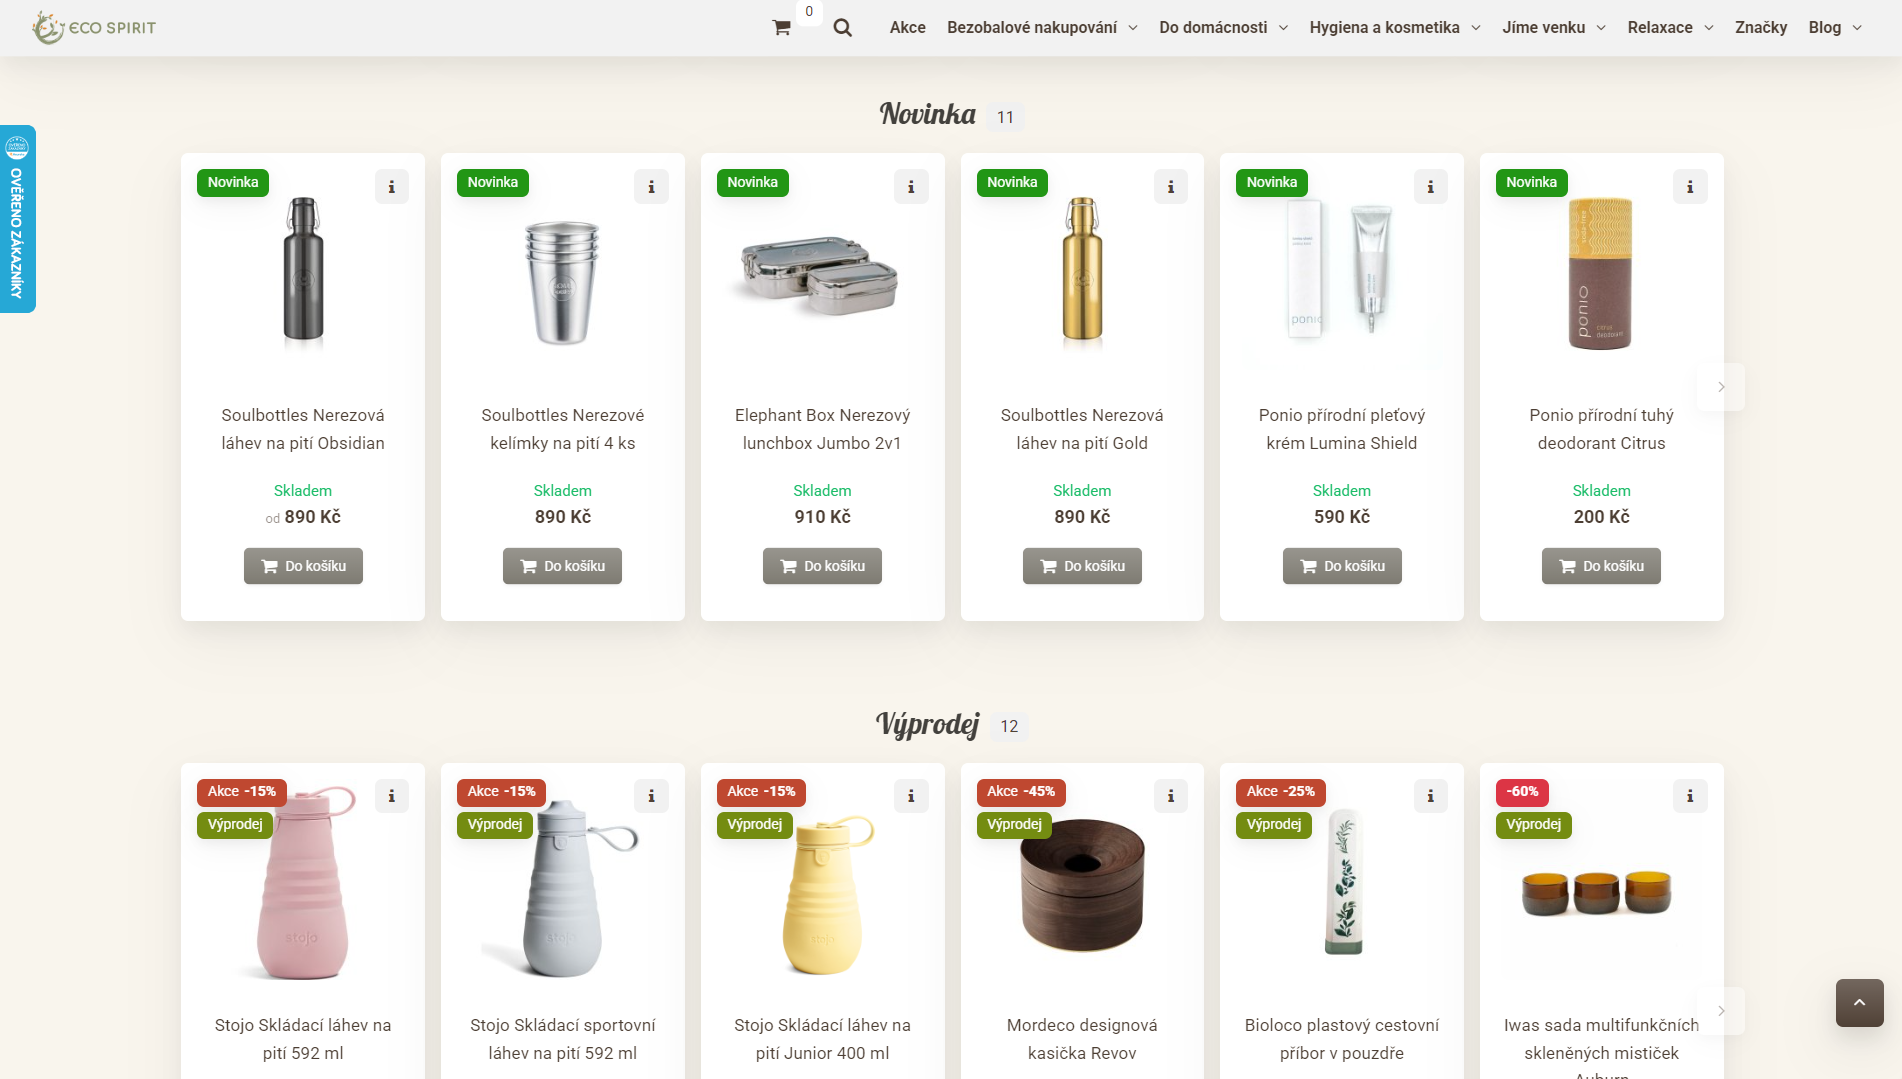 ECO SPIRIT
0
Akce
Bezobalové nakupování
Do domácnosti
Hygiena a kosmetika
Jíme venku
Relaxace
Značky
Blog
OVĚŘENO ZÁKAZNÍKY
Novinka 11
Novinka
Soulbottles Nerezová
láhev na pití Obsidian
Skladem
od 890 Kč
Do košíku
Novinka
Soulbottles Nerezové
kelímky na pití 4 ks
Skladem
890 Kč
Do košíku
Novinka
Elephant Box Nerezový
lunchbox Jumbo 2v1
Skladem
910 Kč
Do košíku
Novinka
Soulbottles Nerezová
láhev na pití Gold
Skladem
890 Kč
Do košíku
Novinka
ponio
Ponio přírodní pleťový
krém Lumina Shield
Skladem
590 Kč
Do košíku
Novinka
ponio
citrus
deodorant
Ponio přírodní tuhý
deodorant Citrus
Skladem
200 Kč
Do košíku
Výprodej 12
Akce -15%
Výprodej
stojo
Stojo Skládací láhev na
pití 592 ml
Akce -15%
Výprodej
stojo
Stojo Skládací sportovní
láhev na pití 592 ml
Akce -15%
Výprodej
stojo
Stojo Skládací láhev na
pití Junior 400 ml
Akce -45%
Výprodej
Mordeco designová
kasička Revov
Akce -25%
Výprodej
Bioloco plastový cestovní
příbor v pouzdře
-60%
Výprodej
Iwas sada multifunkčních
skleněných mističek
Auburn